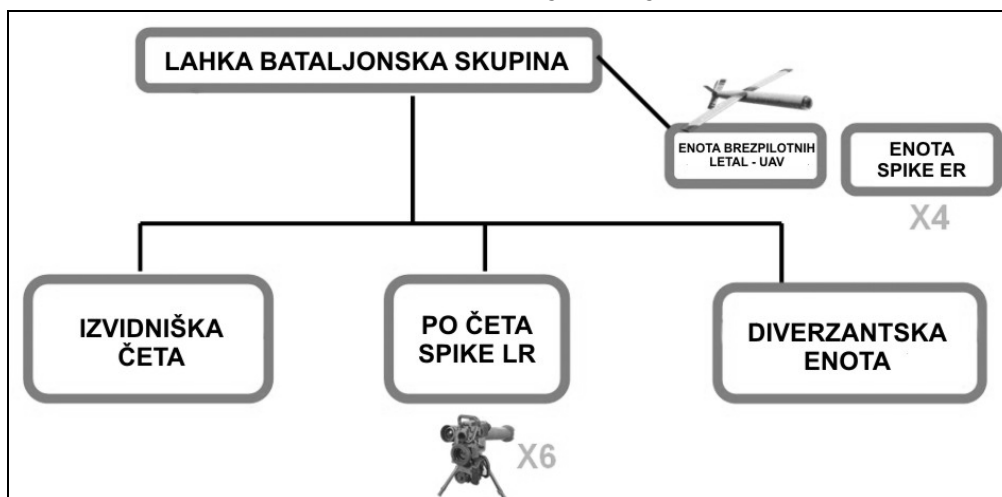 LAHKA BATALJONSKA SKUPINA
ENOTA BREZPILOTNIH
LETAL - UAV
ENOTA
SPIKE ER
X4
IZVIDNIŠKA
ČETA
PO ČETA
SPIKE LR
X6
DIVERZANTSKA
ENOTA